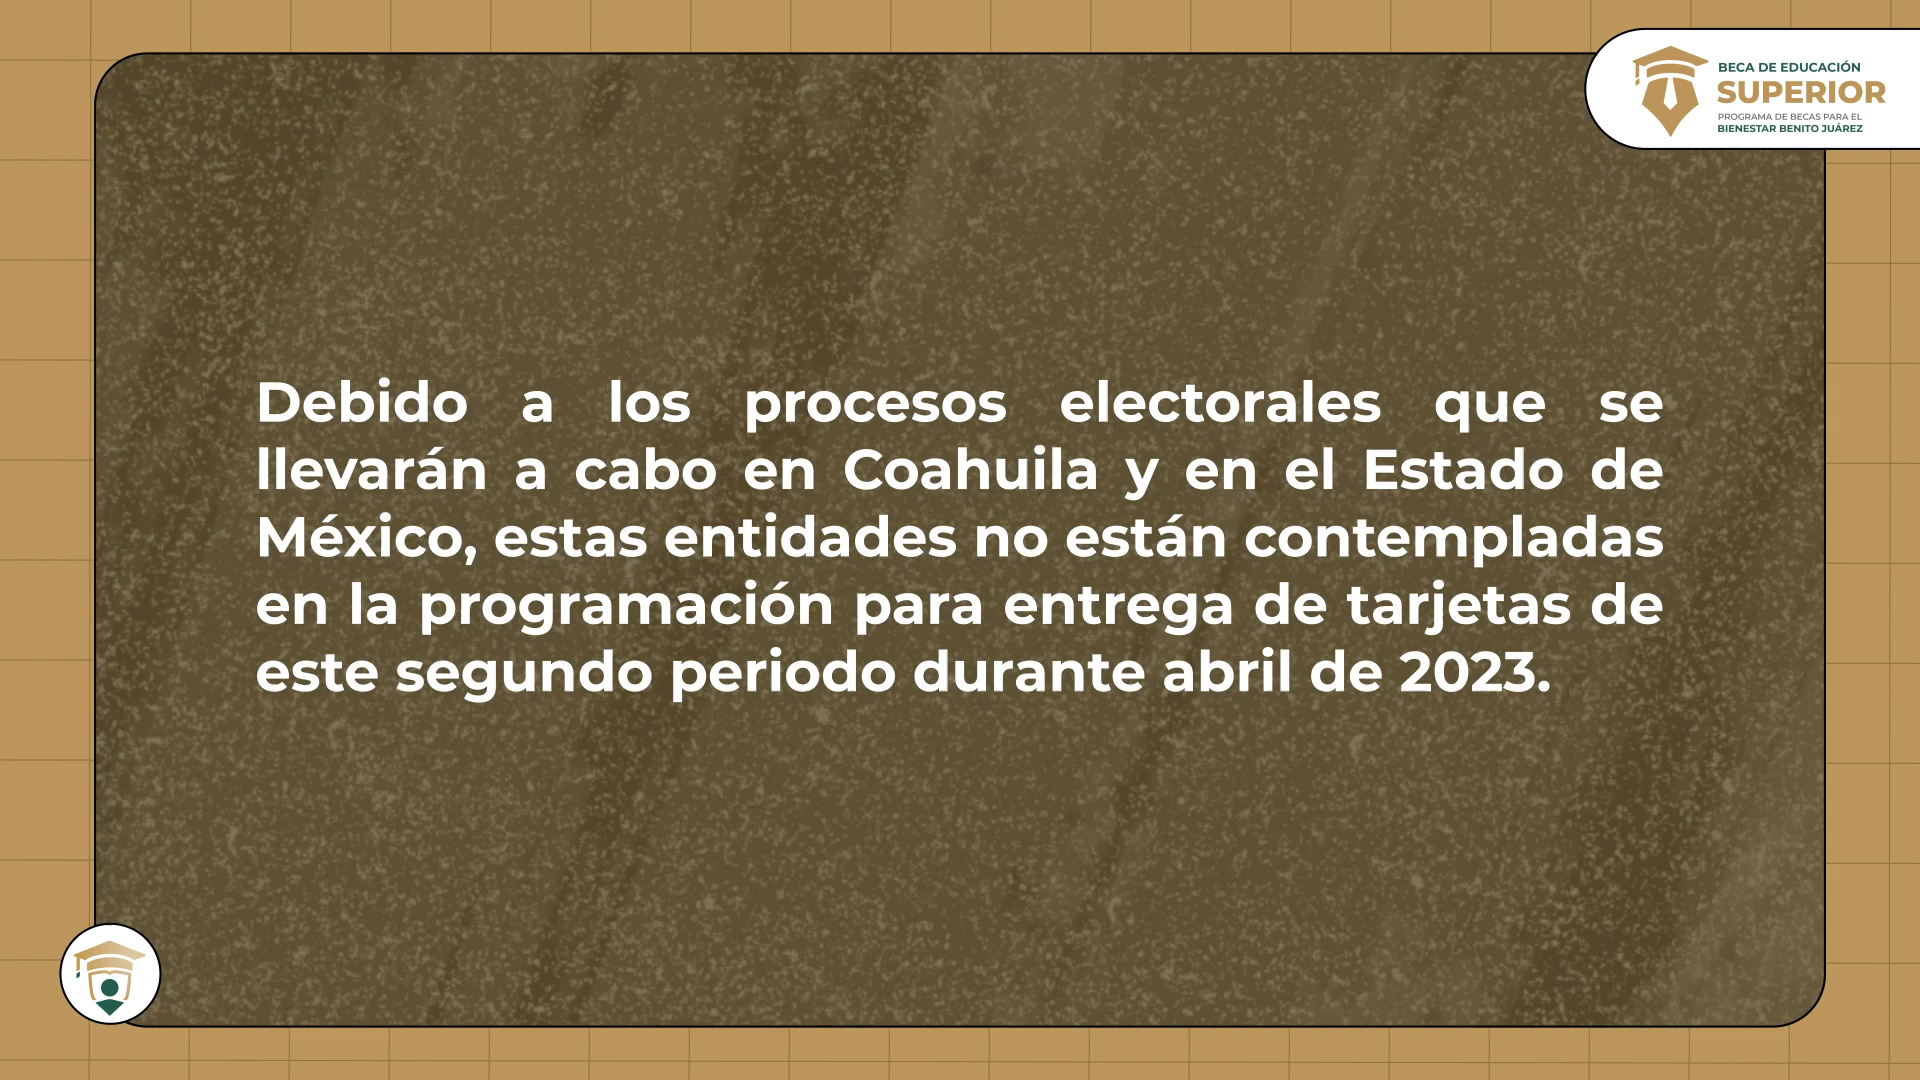 BECA DE EDUCACIÓN
SUPERIOR
PROGRAMA DE BECAS PARA EL
BIENESTAR BENITO JUÁREZ
Debido a los procesos electorales que se
llevarán a cabo en Coahuila y en el Estado de
México, estas entidades no están contempladas
en la programación para entrega de tarjetas de
este segundo periodo durante abril de 2023.